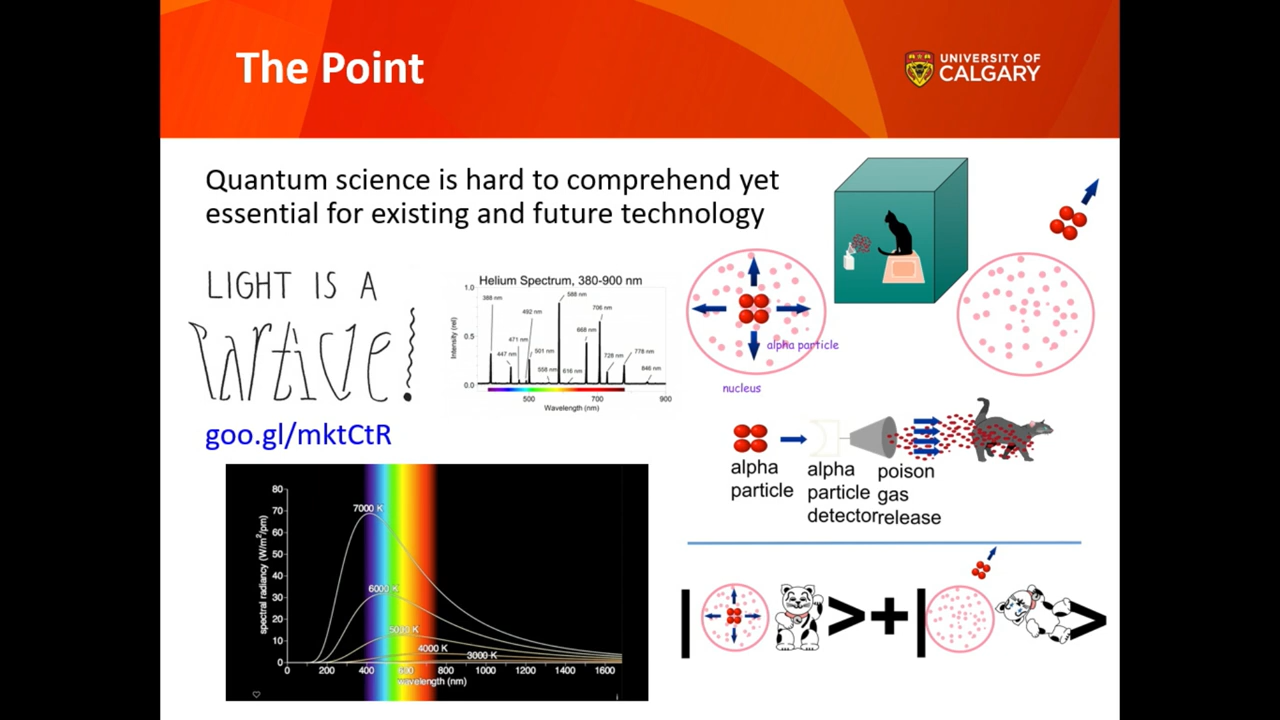 The Point
UNIVERSITY OF
CALGARY
Quantum science is hard to comprehend yet
essential for existing and future technology
LIGHT IS A
Particle!
goo.gl/mktCtR
Helium Spectrum, 380-900 nm
Intensity (rel)
1.0
0.5
0.0
388 nm
447 nm
471 nm
492 nm
501 nm
558 nm
588 nm
616 nm
668 nm
706 nm
728 nm
778 nm
846 nm
500
700
900
Wavelength (nm)
alpha particle
nucleus
alpha
particle
alpha
particle
detector
poison
gas
release
spectral radiancy (W/m²/pm)
80
70
60
50
40
30
20
10
0
7000 K
6000 K
5000 K
4000 K
3000 K
0
200
400
600
800
1000
1200
1400
1600
wavelength (nm)
| > + | >